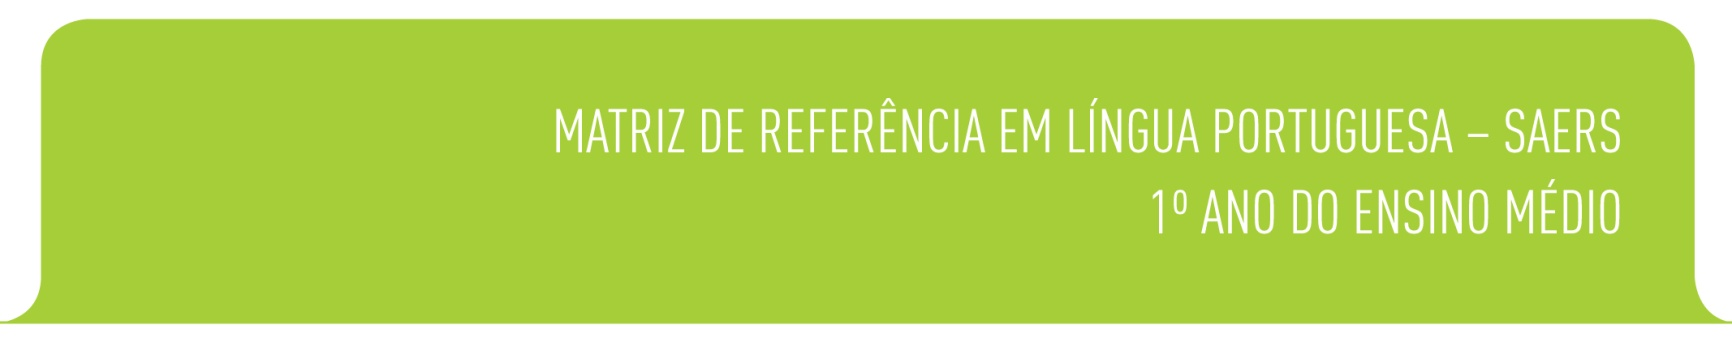 MATRIZ DE REFERÊNCIA EM LÍNGUA PORTUGUESA – SAERS
1º ANO DO ENSINO MÉDIO